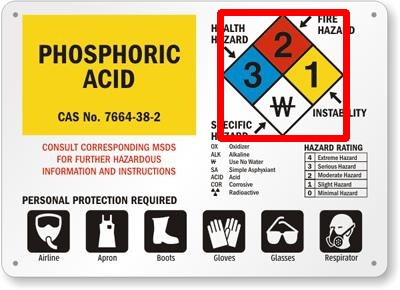 PHOSPHORIC
ACID
CAS No. 7664-38-2
CONSULT CORRESPONDING MSDS
FOR FURTHER HAZARDOUS
INFORMATION AND INSTRUCTIONS
HEALTH
HAZARD
FIRE
HAZARD
2
3
1
W
SPECIFIC
HAZARD
INSTABILITY
OX Oxidizer
ALK Alkaline
W Use No Water
SA Simple Asphyxiant
ACID Acid
COR Corrosive
Radioactive
HAZARD RATING
4 Extreme Hazard
3 Serious Hazard
2 Moderate Hazard
1 Slight Hazard
0 Minimal Hazard
PERSONAL PROTECTION REQUIRED
Airline
Apron
Boots
Gloves
Glasses
Respirator